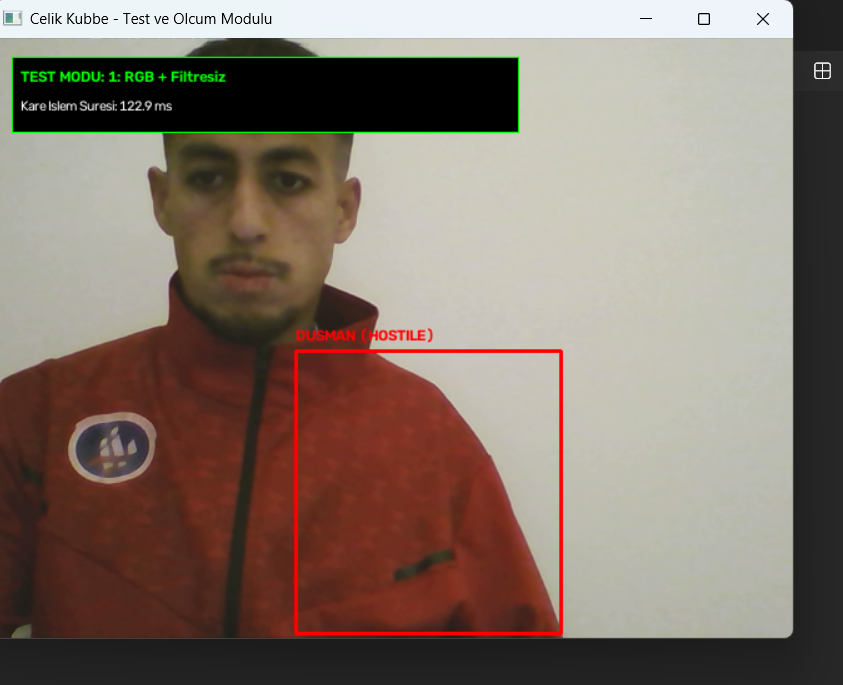 Celik Kubbe - Test ve Olcum Modulu
TEST MODU: 1: RGB + Filtresiz
Kare Islem Suresi: 122.9 ms
DUSMAN (HOSTILE)